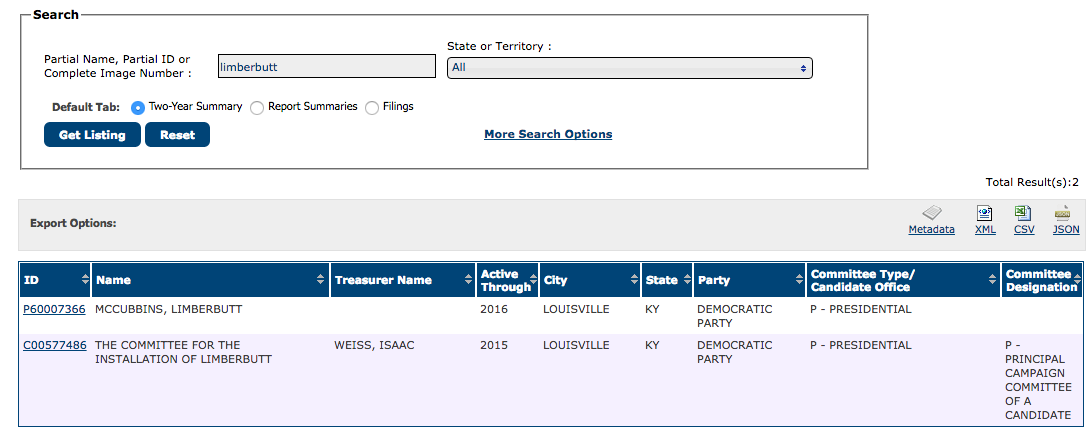 Search
State or Territory :
Partial Name, Partial ID or
Complete Image Number :
limberbutt
All
Default Tab: Two-Year Summary Report Summaries Filings
Get Listing Reset More Search Options
Total Result(s):2
Export Options:
Metadata XML CSV JSON
ID Name Treasurer Name Active Through City State Party Committee Type/ Candidate Office Committee Designation
P60007366 MCCUBBINS, LIMBERBUTT 2016 LOUISVILLE KY DEMOCRATIC PARTY P - PRESIDENTIAL
C00577486 THE COMMITTEE FOR THE INSTALLATION OF LIMBERBUTT WEISS, ISAAC 2015 LOUISVILLE KY DEMOCRATIC PARTY P - PRESIDENTIAL P - PRINCIPAL CAMPAIGN COMMITTEE OF A CANDIDATE